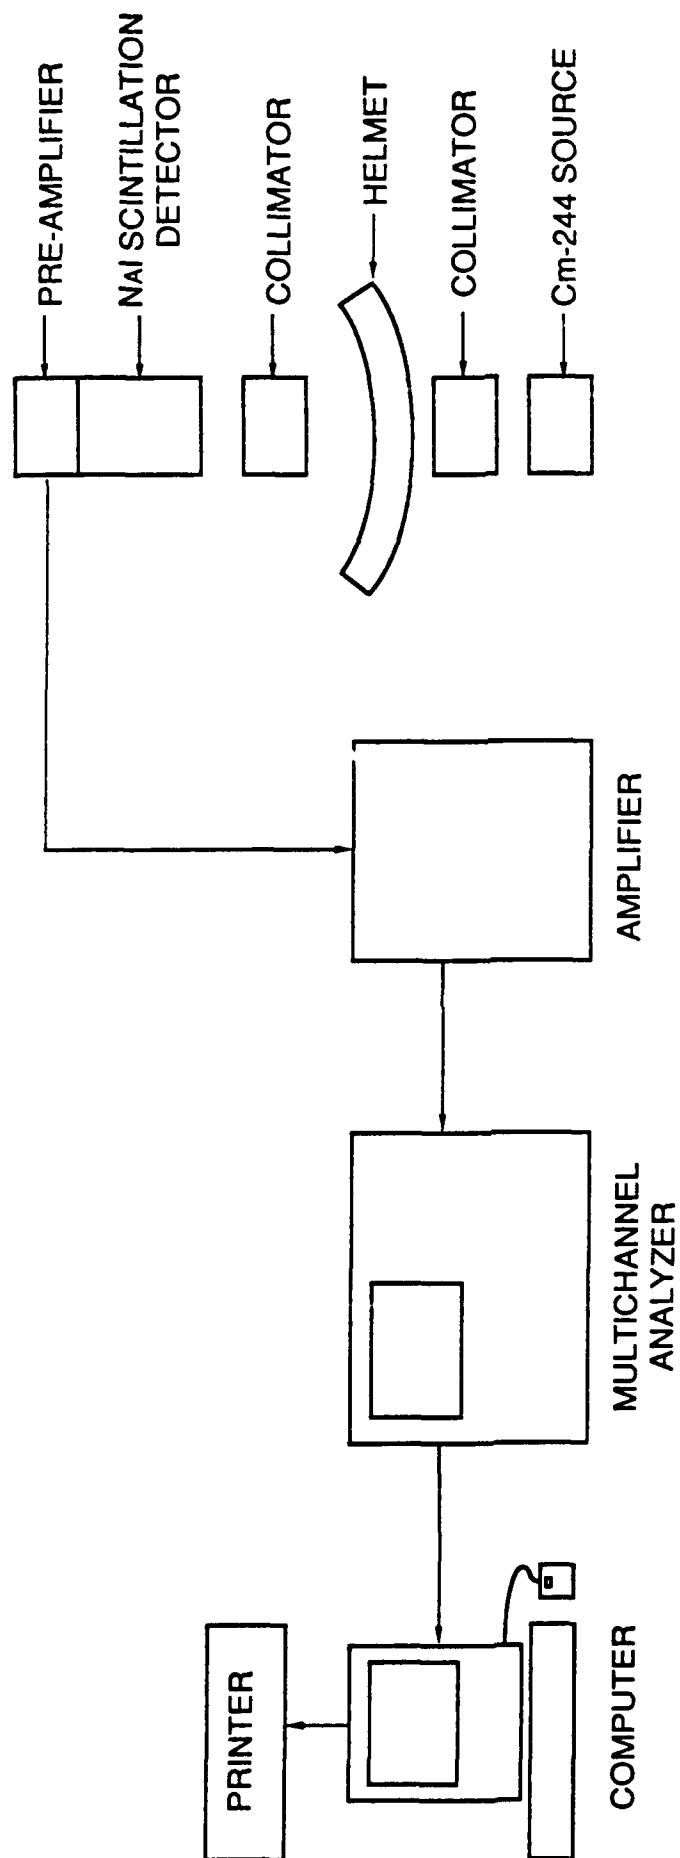 PRE-AMPLIFIER
NAI SCINTILLATION
DETECTOR
COLLIMATOR
HELMET
COLLIMATOR
Cm-244 SOURCE
AMPLIFIER
MULTICHANNEL
ANALYZER
PRINTER
COMPUTER